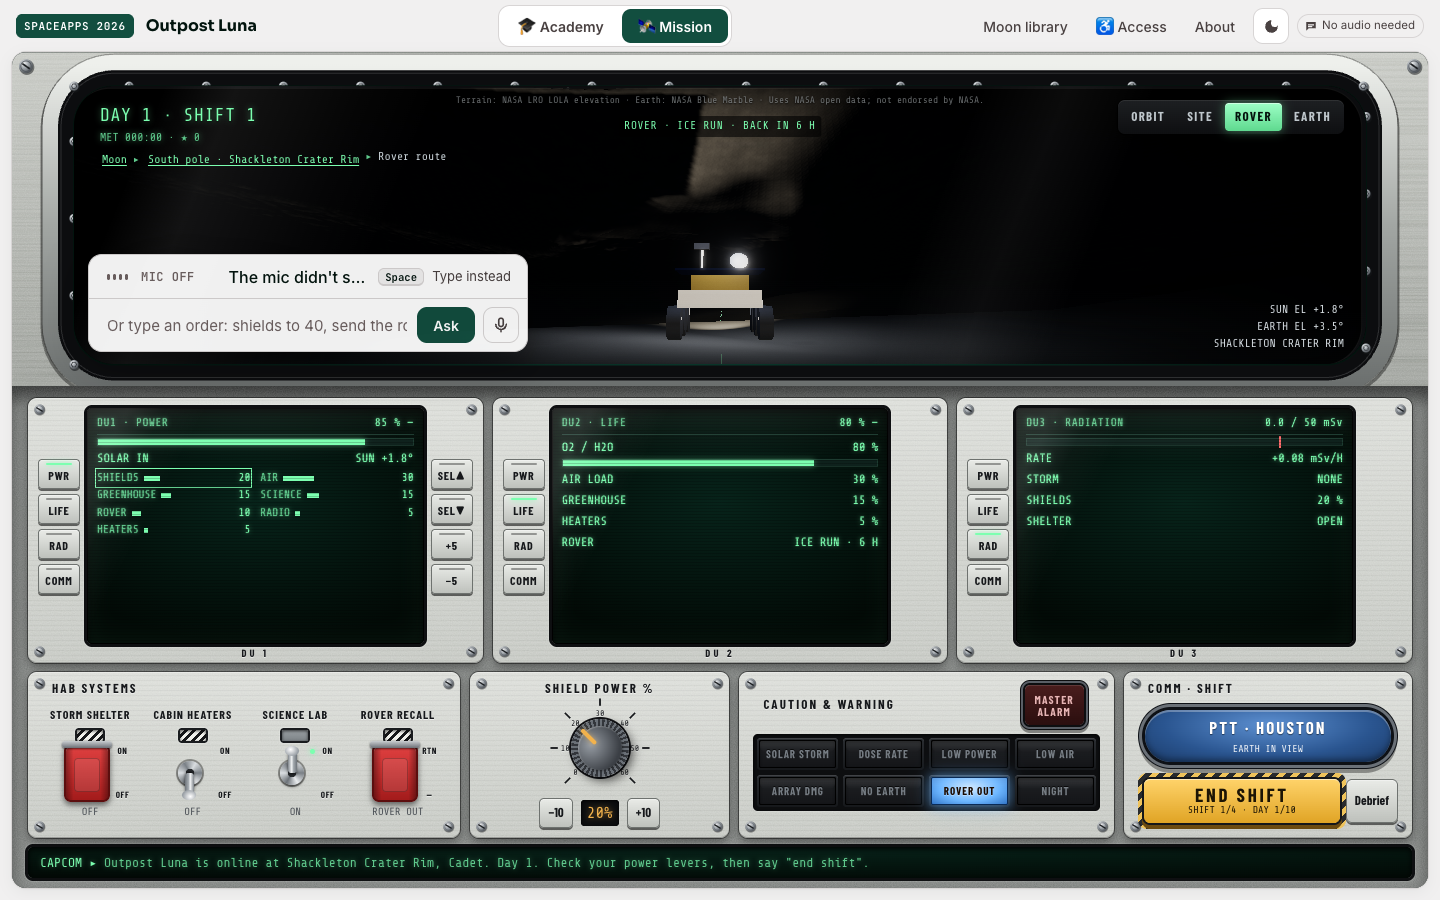 SPACEAPPS 2026 Outpost Luna
Academy Mission
Moon library Access About No audio needed
Terrain: NASA LRO LOLA elevation · Earth: NASA Blue Marble · Uses NASA open data; not endorsed by NASA.
DAY 1 · SHIFT 1
MET 000:00 · ★ 0
Moon ▸ South pole · Shackleton Crater Rim ▸ Rover route
ROVER · ICE RUN · BACK IN 6 H
ORBIT SITE ROVER EARTH
MIC OFF The mic didn't s... Space Type instead
Or type an order: shields to 40, send the ro
Ask
SUN EL +1.8°
EARTH EL +3.5°
SHACKLETON CRATER RIM
DU1 · POWER 85 % —
SOLAR IN SUN +1.8°
SHIELDS 20 AIR 30
GREENHOUSE 15 SCIENCE 15
ROVER 10 RADIO 5
HEATERS 5
PWR
LIFE
RAD
COMM
SEL▲
SEL▼
+5
−5
DU 1
DU2 · LIFE 80 % —
O2 / H2O 80 %
AIR LOAD 30 %
GREENHOUSE 15 %
HEATERS 5 %
ROVER ICE RUN · 6 H
PWR
LIFE
RAD
COMM
DU 2
DU3 · RADIATION 0.0 / 50 mSv
RATE +0.08 mSv/H
STORM NONE
SHIELDS 20 %
SHELTER OPEN
PWR
LIFE
RAD
COMM
DU 3
HAB SYSTEMS
STORM SHELTER CABIN HEATERS SCIENCE LAB ROVER RECALL
ON ON ON RTN
OFF OFF OFF —
OFF OFF ON ROVER OUT
SHIELD POWER %
0 10 20 30 40 50 60
−10 20% +10
CAUTION & WARNING
MASTER
ALARM
SOLAR STORM DOSE RATE LOW POWER LOW AIR
ARRAY DMG NO EARTH ROVER OUT NIGHT
COMM · SHIFT
PTT · HOUSTON
EARTH IN VIEW
END SHIFT
SHIFT 1/4 · DAY 1/10
Debrief
CAPCOM ▸ Outpost Luna is online at Shackleton Crater Rim, Cadet. Day 1. Check your power levers, then say "end shift".